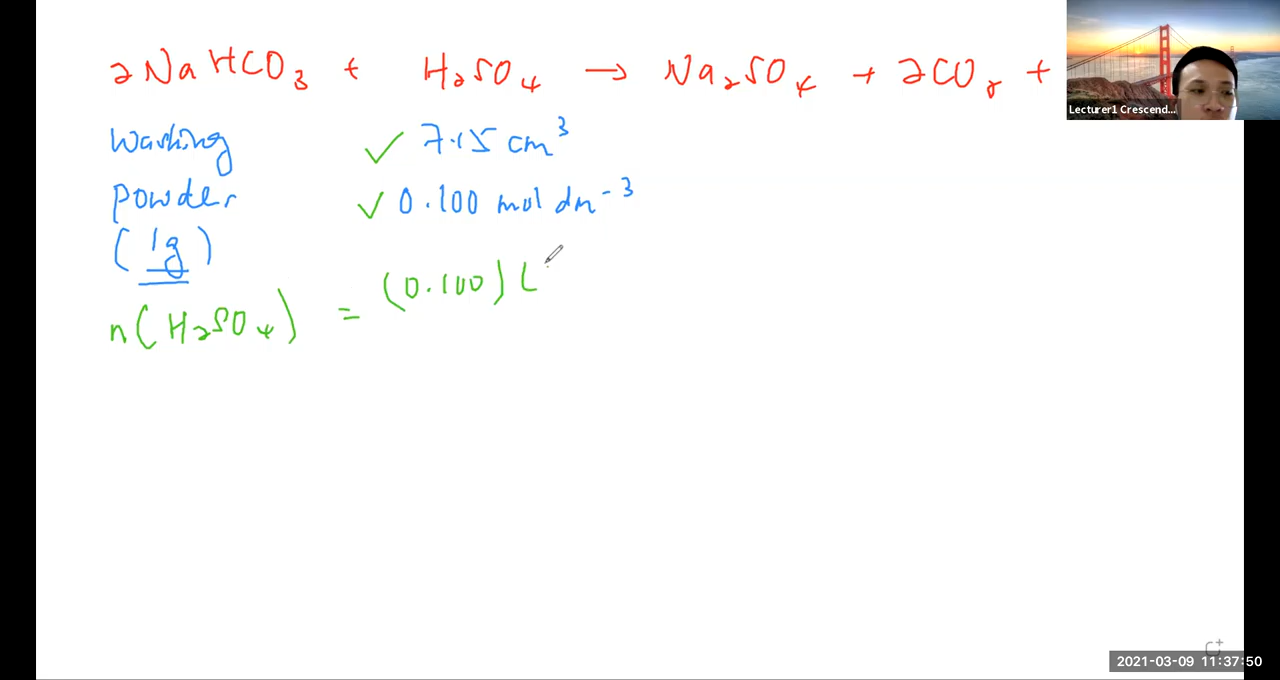 2NaHCO3 + H2SO4 → Na2SO4 + 2CO2 +
Lecturer1 Crescend...
Washing ✓ 7.15 cm³
powder ✓ 0.100 mol dm⁻³
(1g)
n(H2SO4) = (0.100)(
2021-03-09 11:37:50